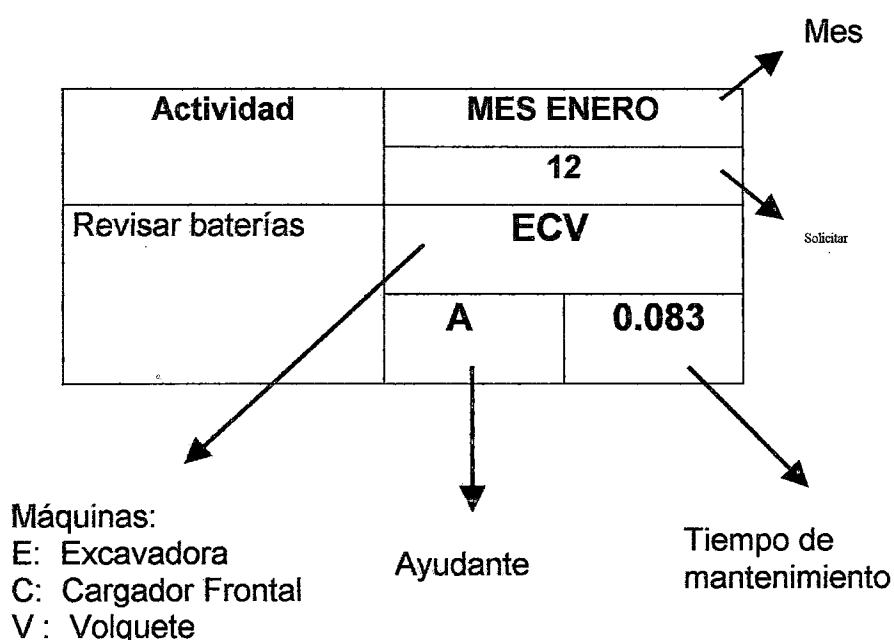 Mes
Actividad
MES ENERO
12
Solicitar
Revisar baterías
ECV
A
0.083
Máquinas:
E: Excavadora
C: Cargador Frontal
V : Volquete
Ayudante
Tiempo de
mantenimiento